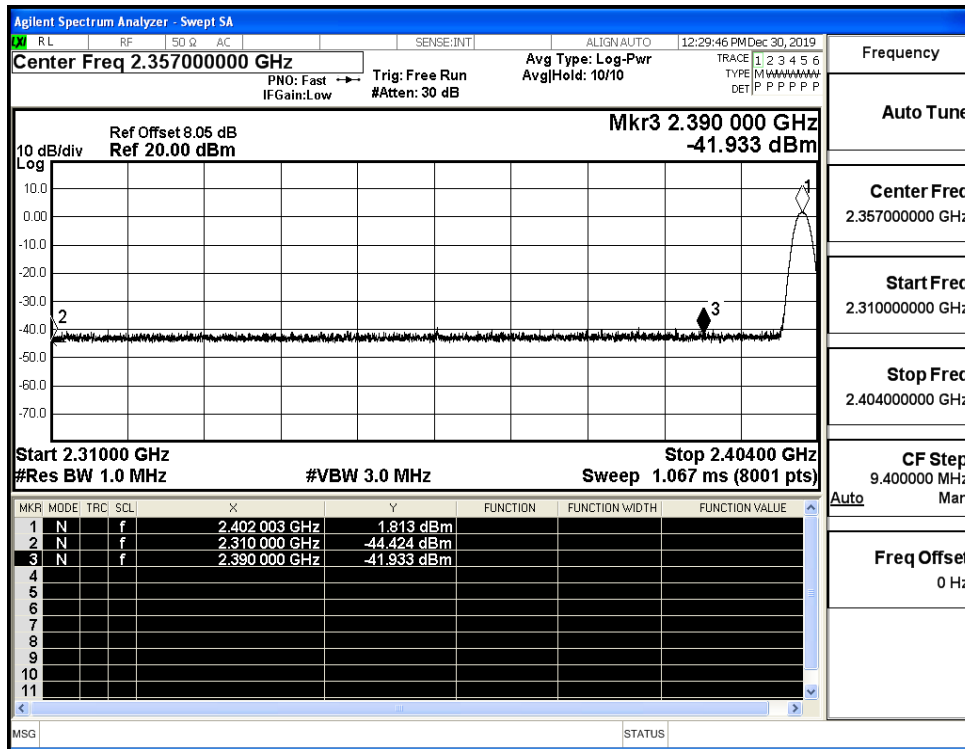 Agilent Spectrum Analyzer - Swept SA
LXI RL RF 50 Ω AC SENSE:INT ALIGNAUTO 12:29:46 PM Dec 30, 2019
Center Freq 2.357000000 GHz
PNO: Fast
IFGain:Low
Trig: Free Run
#Atten: 30 dB
Avg Type: Log-Pwr
Avg|Hold: 10/10
TRACE 1 2 3 4 5 6
TYPE M W W W W W
DET P P P P P P
Ref Offset 8.05 dB
10 dB/div Ref 20.00 dBm
Log
Mkr3 2.390 000 GHz
-41.933 dBm
10.0
0.00
-10.0
-20.0
-30.0
-40.0
-50.0
-60.0
-70.0
1
2
3
Start 2.31000 GHz Stop 2.40400 GHz
#Res BW 1.0 MHz #VBW 3.0 MHz Sweep 1.067 ms (8001 pts)
MKR MODE TRC SCL X Y FUNCTION FUNCTION WIDTH FUNCTION VALUE
1 N f 2.402 003 GHz 1.813 dBm
2 N f 2.310 000 GHz -44.424 dBm
3 N f 2.390 000 GHz -41.933 dBm
4
5
6
7
8
9
10
11
MSG STATUS
Frequency
Auto Tune
Center Freq
2.357000000 GHz
Start Freq
2.310000000 GHz
Stop Freq
2.404000000 GHz
CF Step
9.400000 MHz
Auto Man
Freq Offset
0 Hz